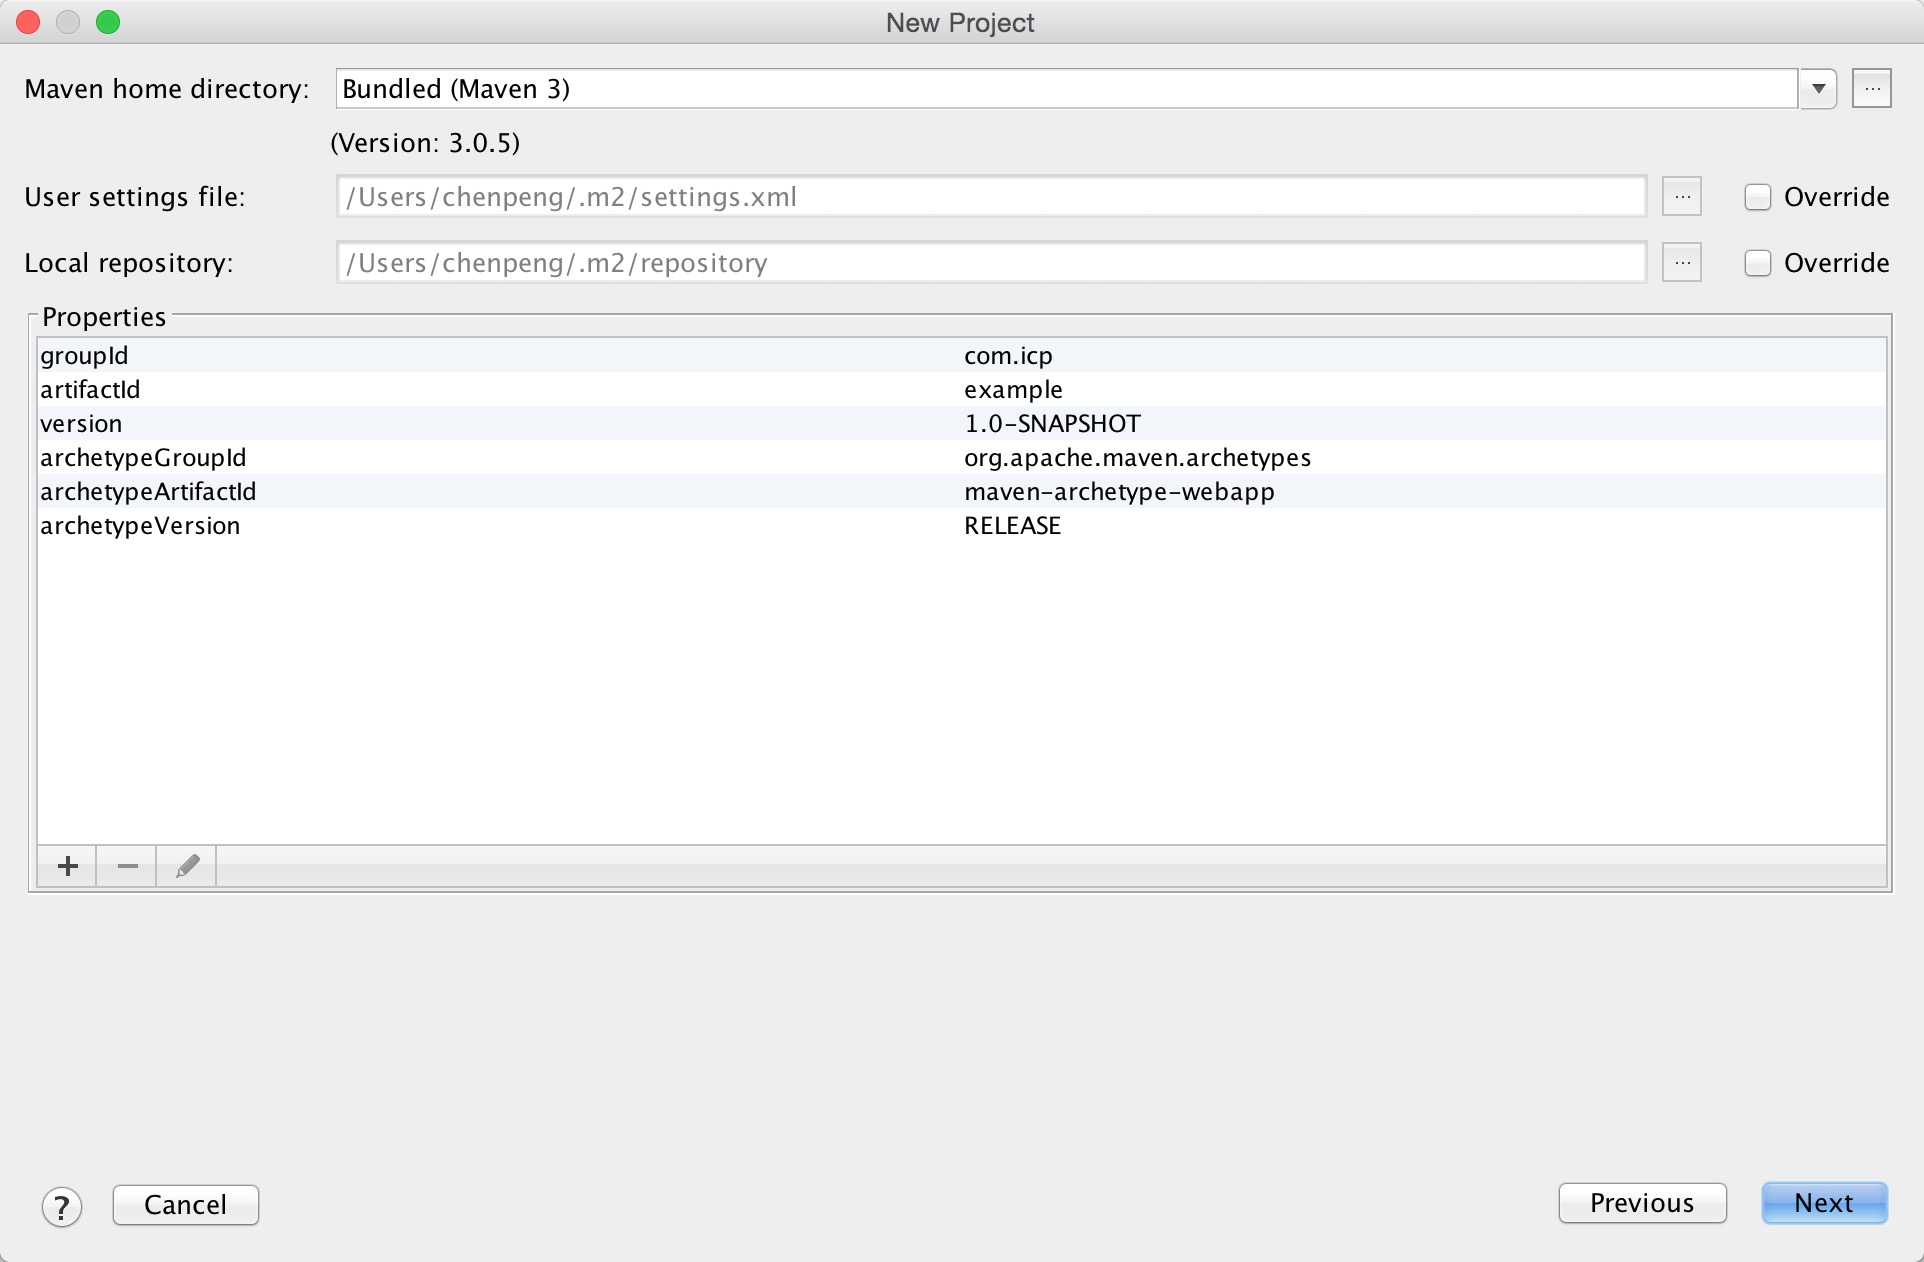 New Project
Maven home directory: Bundled (Maven 3) ...
(Version: 3.0.5)
User settings file: /Users/chenpeng/.m2/settings.xml ... Override
Local repository: /Users/chenpeng/.m2/repository ... Override
Properties
groupId com.icp
artifactId example
version 1.0-SNAPSHOT
archetypeGroupId org.apache.maven.archetypes
archetypeArtifactId maven-archetype-webapp
archetypeVersion RELEASE
? Cancel Previous Next